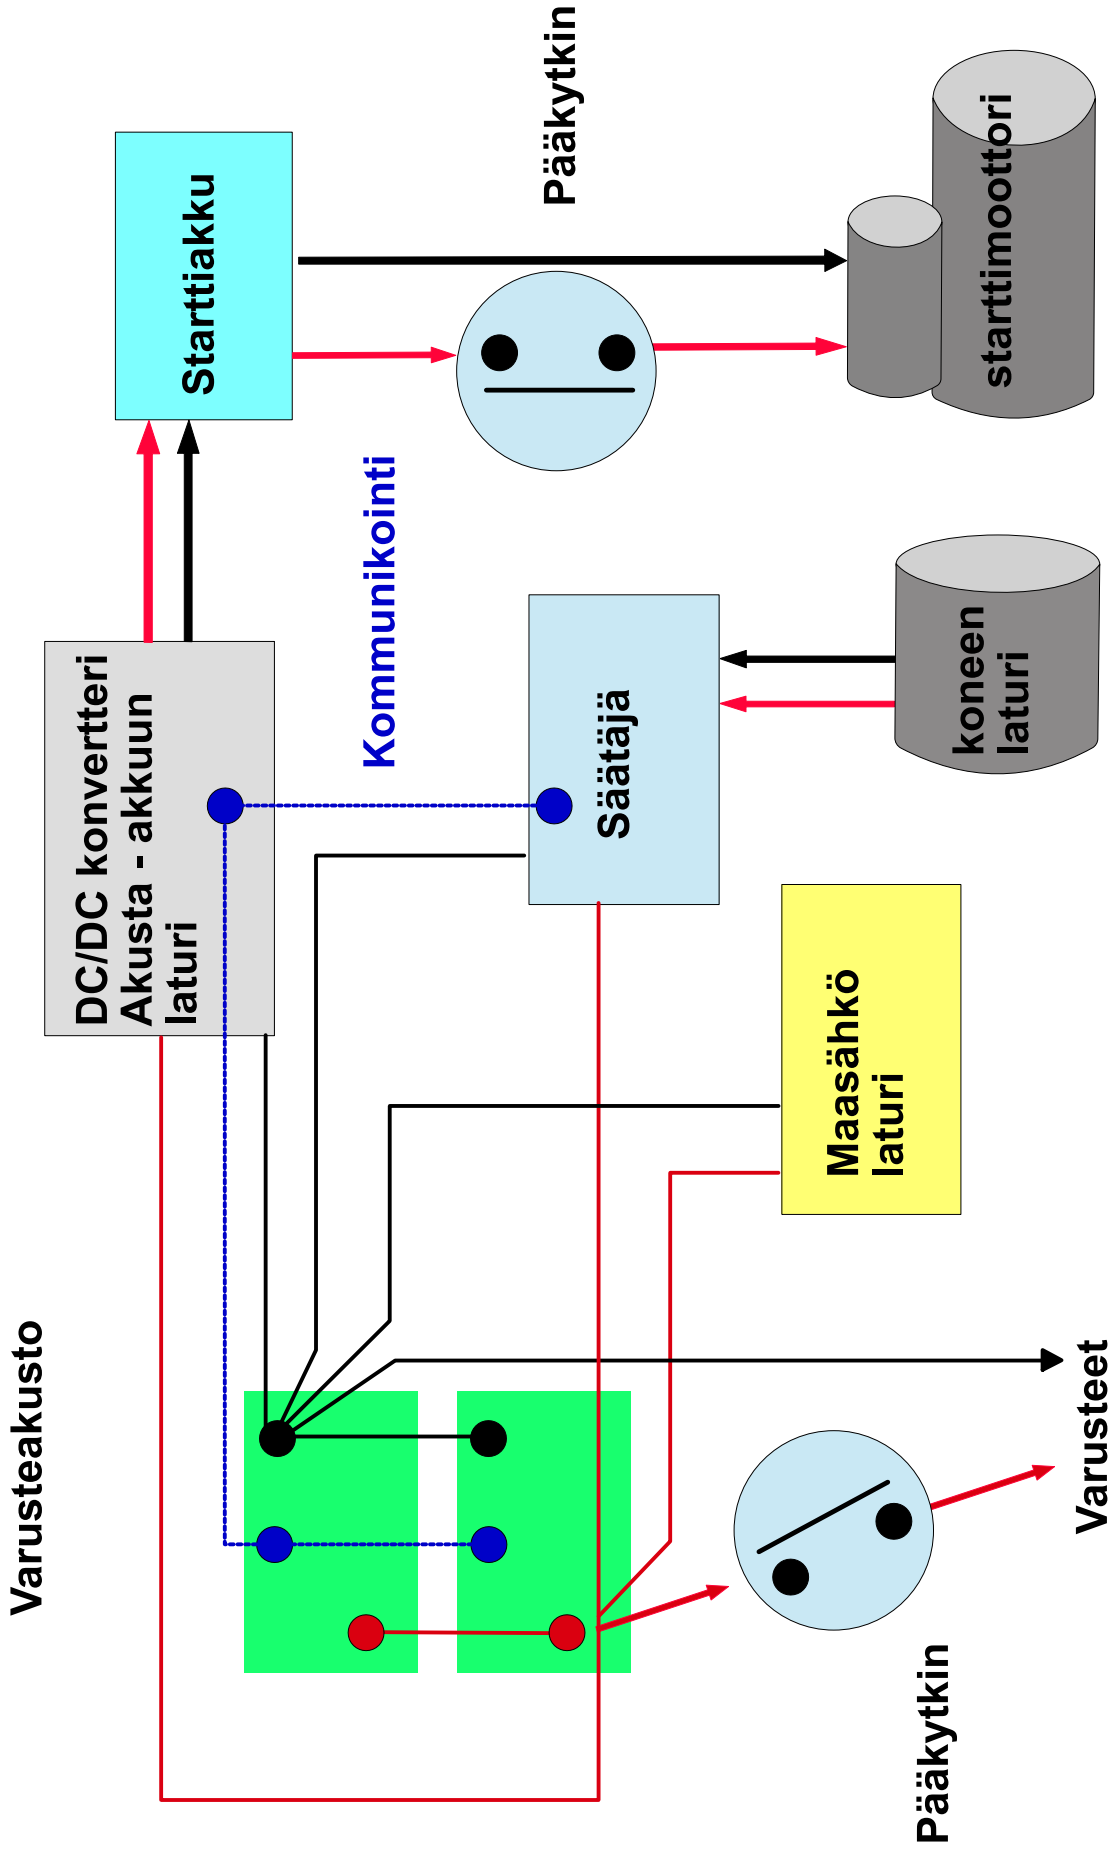 Varusteakusto
DC/DC konvertteri
Akusta - akkuun
laturi
Starttiakku
Kommunikointi
Pääkytkin
Säätäjä
Maasähkö
laturi
koneen
laturi
starttimoottori
Pääkytkin
Varusteet